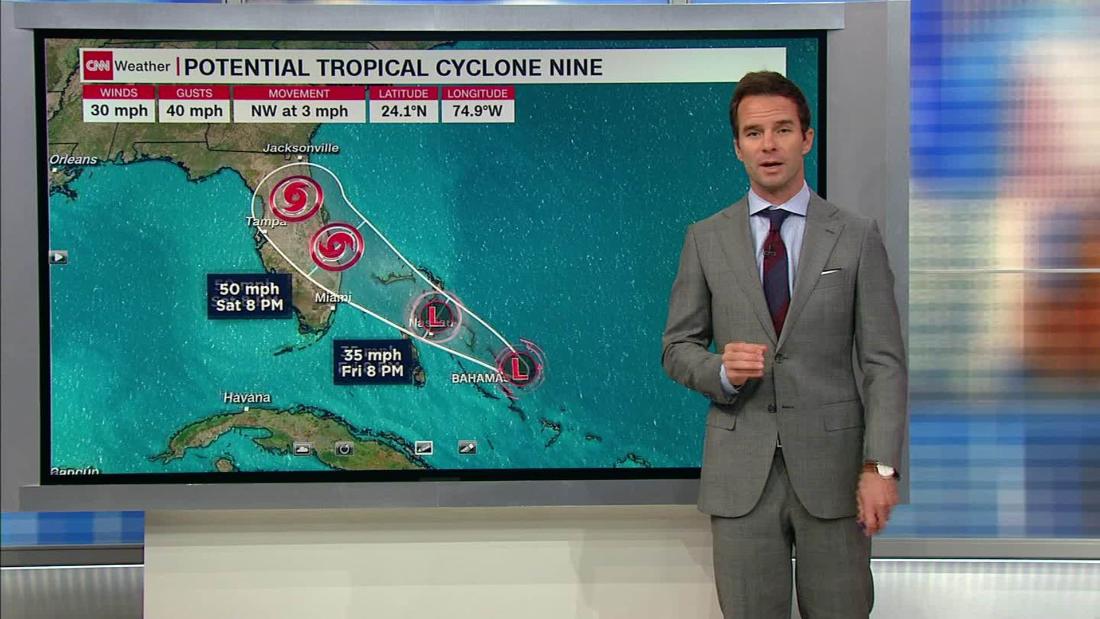 CNN Weather POTENTIAL TROPICAL CYCLONE NINE
WINDS GUSTS MOVEMENT LATITUDE LONGITUDE
30 mph 40 mph NW at 3 mph 24.1°N 74.9°W
Jacksonville
Orleans
Tampa
50 mph
Sat 8 PM
Miami
L
Nassau
35 mph
Fri 8 PM
L
BAHAMAS
Havana
Cancún